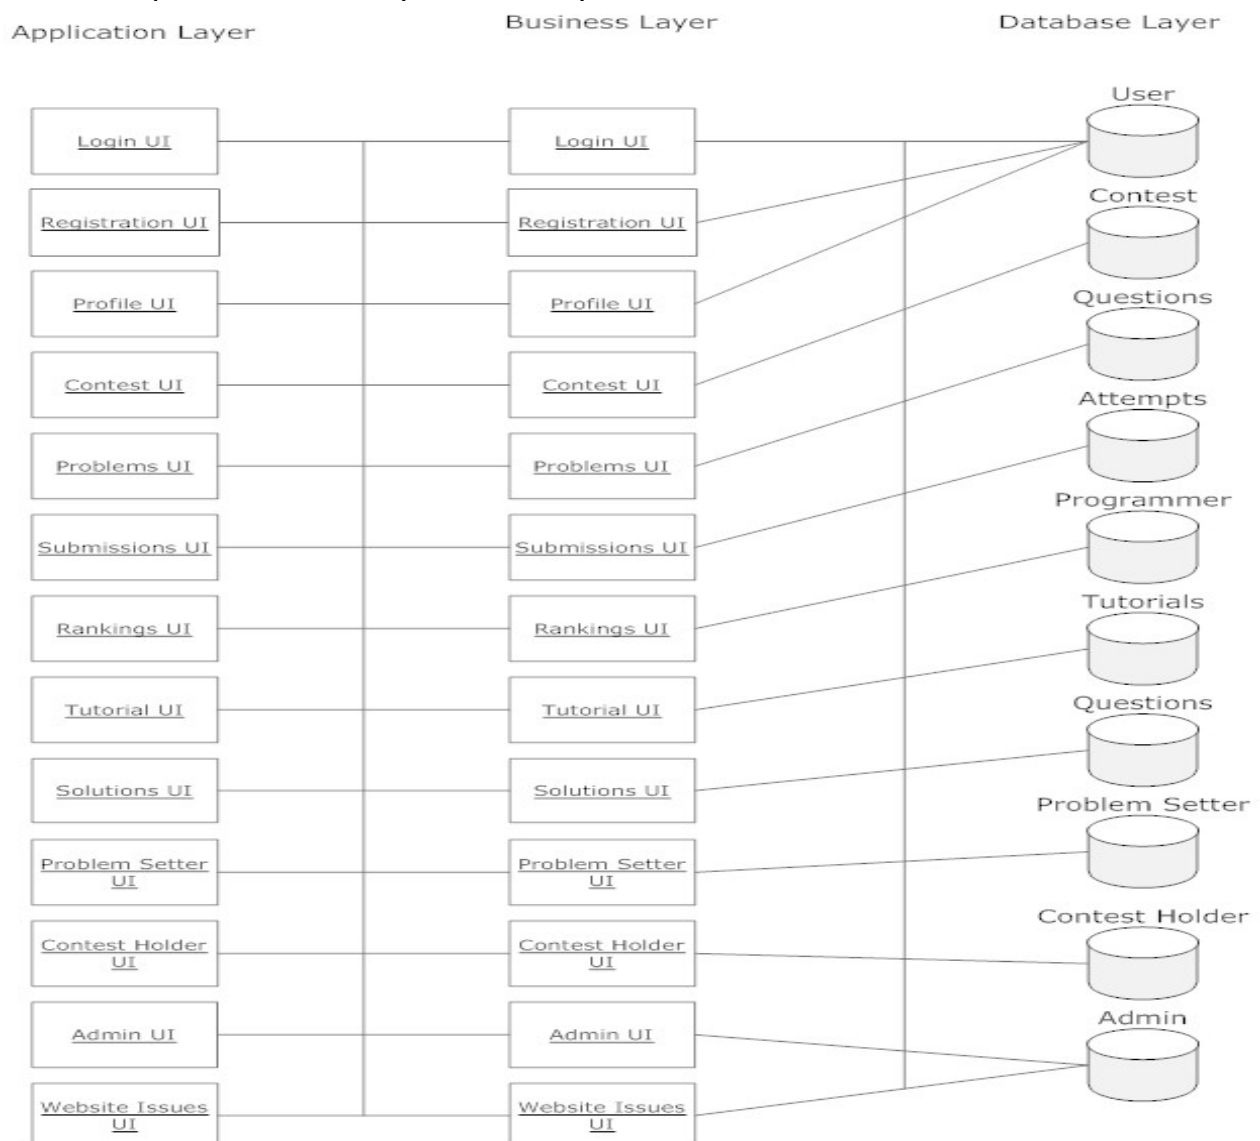 Application Layer
Business Layer
Database Layer
Login UI
Registration UI
Profile UI
Contest UI
Problems UI
Submissions UI
Rankings UI
Tutorial UI
Solutions UI
Problem Setter
UI
Contest Holder
UI
Admin UI
Website Issues
UI
Login UI
Registration UI
Profile UI
Contest UI
Problems UI
Submissions UI
Rankings UI
Tutorial UI
Solutions UI
Problem Setter
UI
Contest Holder
UI
Admin UI
Website Issues
UI
User
Contest
Questions
Attempts
Programmer
Tutorials
Questions
Problem Setter
Contest Holder
Admin